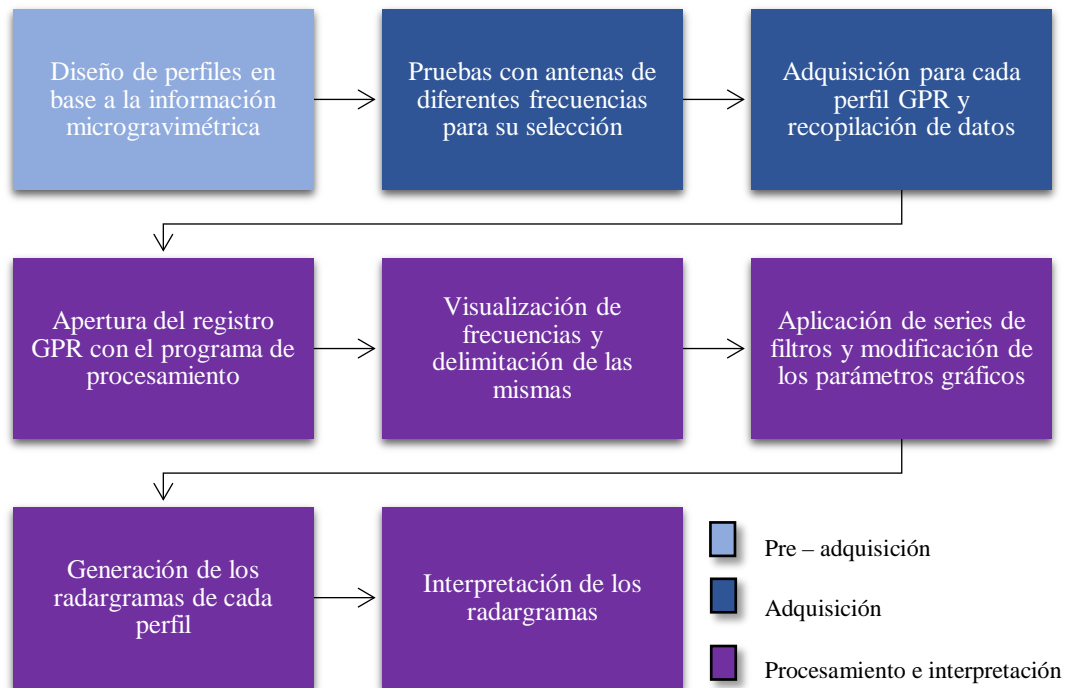 Diseño de perfiles en
base a la información
microgravimétrica
Pruebas con antenas de
diferentes frecuencias
para su selección
Adquisición para cada
perfil GPR y
recopilación de datos
Apertura del registro
GPR con el programa de
procesamiento
Visualización de
frecuencias y
delimitación de las
mismas
Aplicación de series de
filtros y modificación de
los parámetros gráficos
Generación de los
radargramas de cada
perfil
Interpretación de los
radargramas
Pre – adquisición
Adquisición
Procesamiento e interpretación